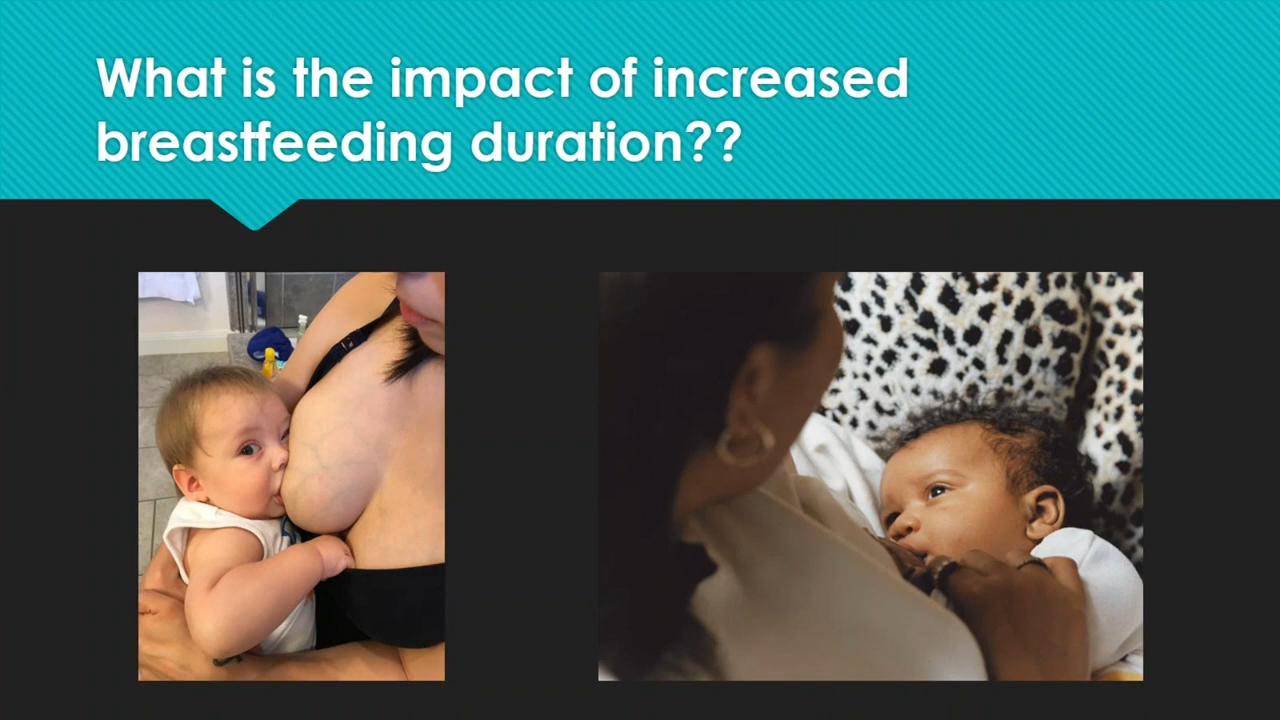 What is the impact of increased
breastfeeding duration??